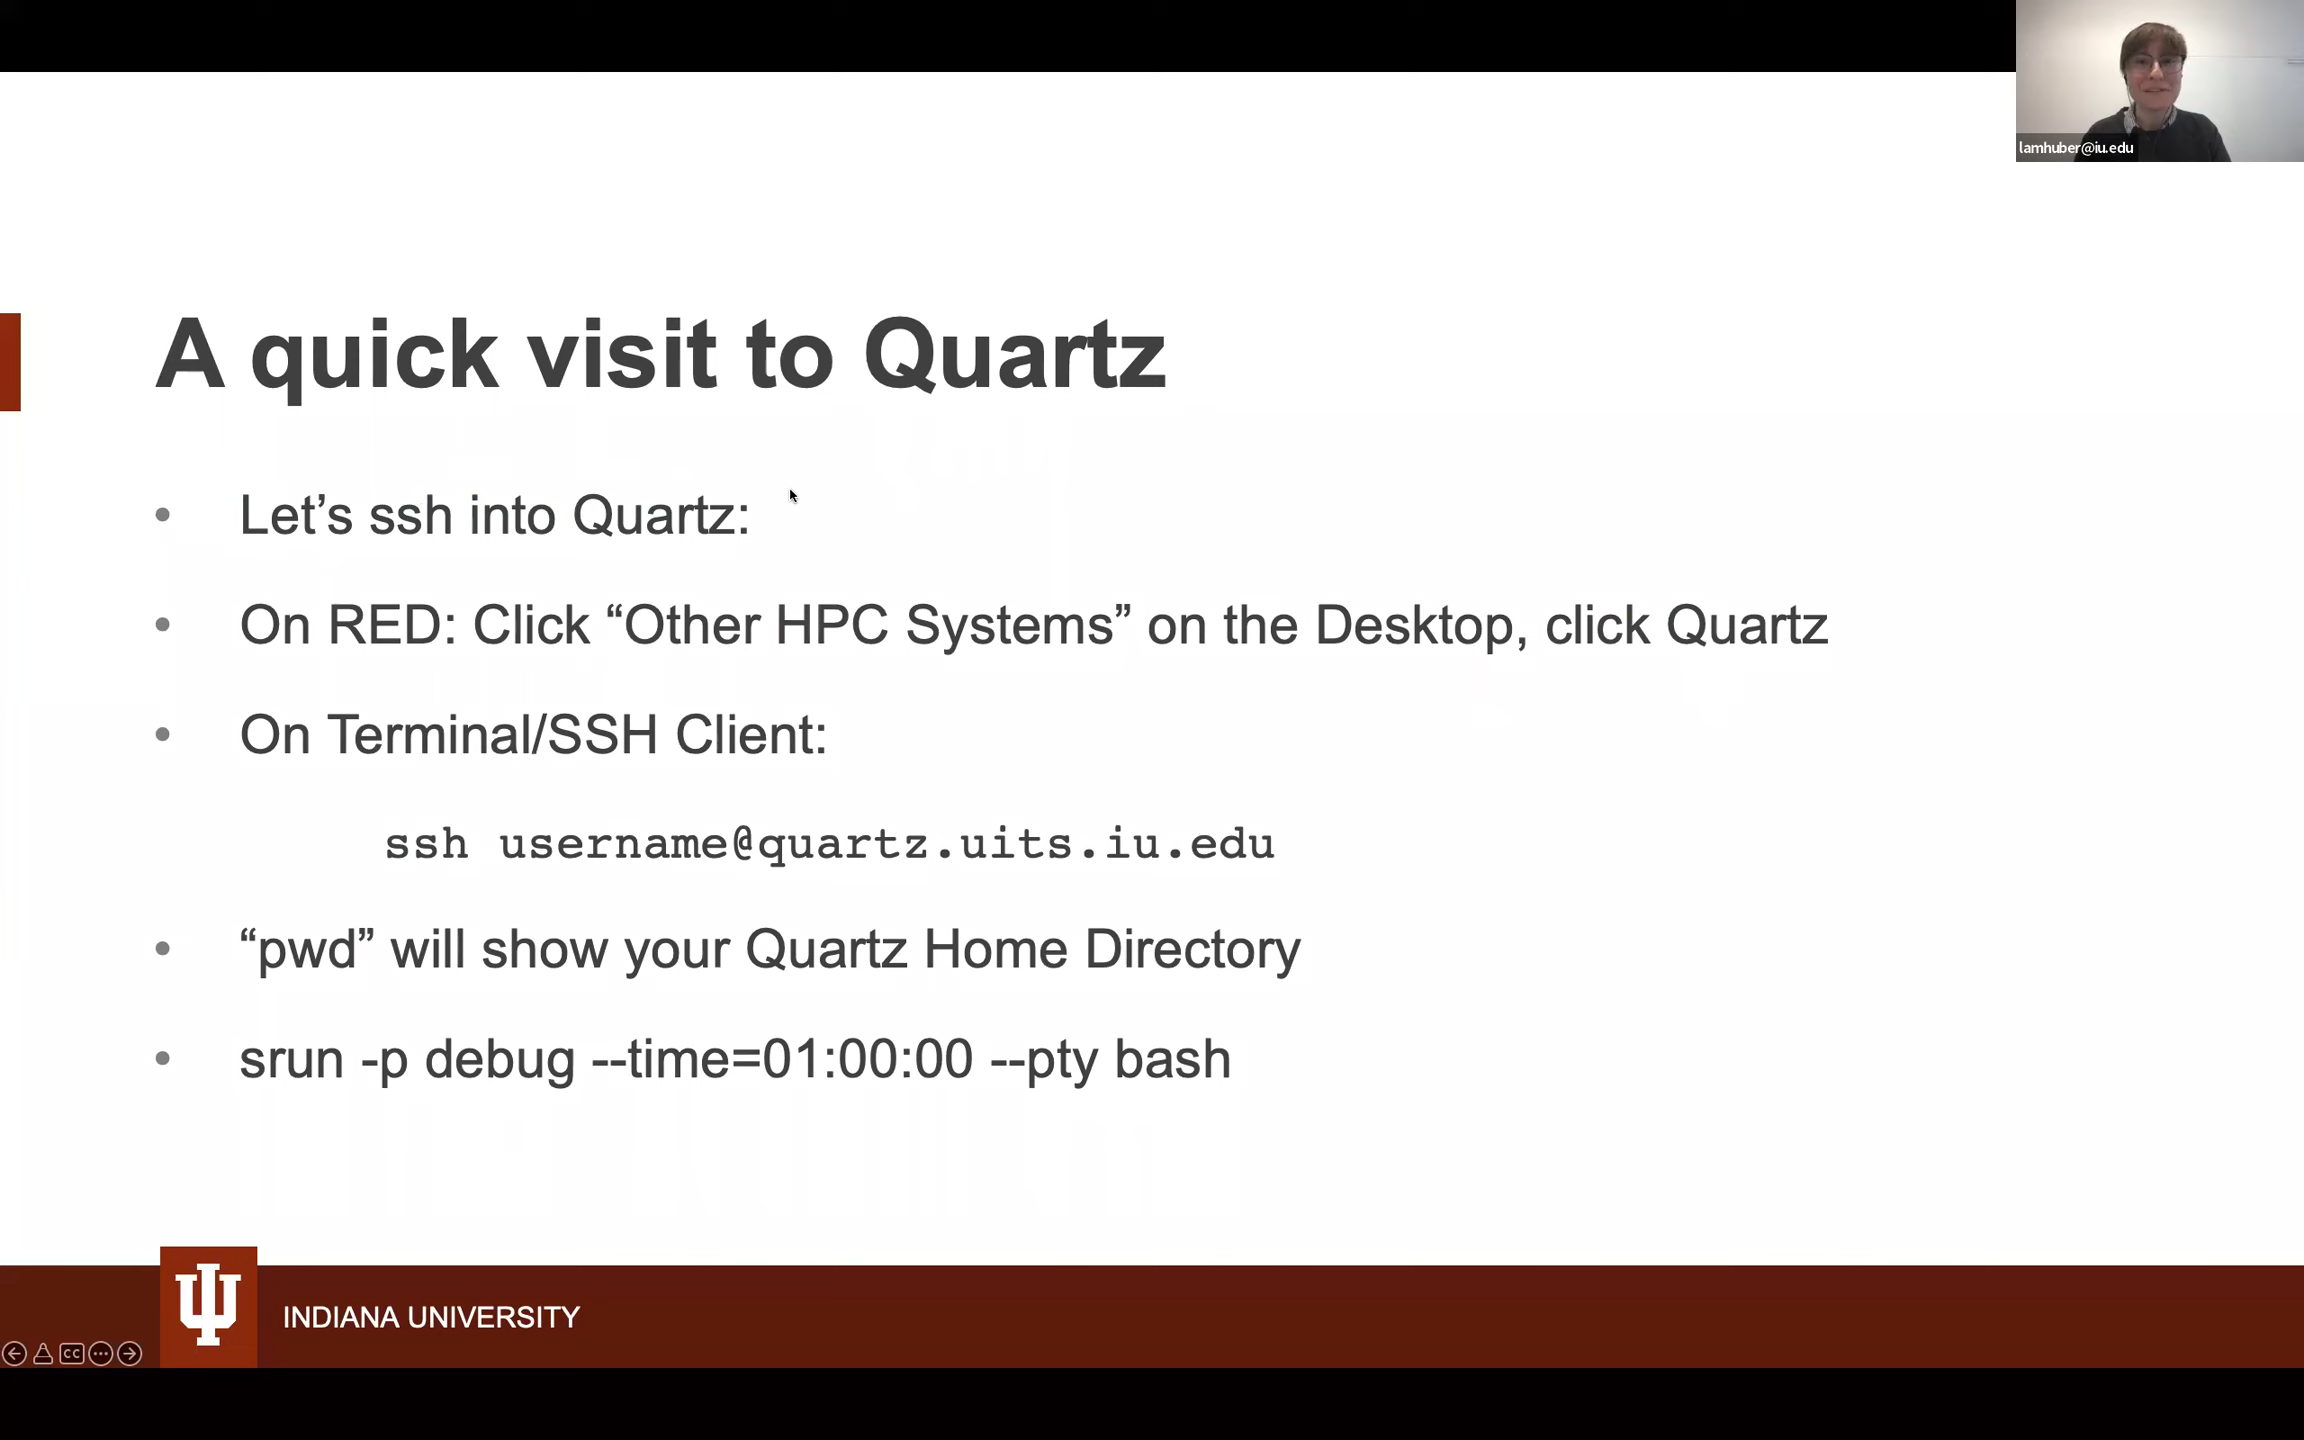 lamhuber@iu.edu
A quick visit to Quartz
• Let’s ssh into Quartz:
• On RED: Click “Other HPC Systems” on the Desktop, click Quartz
• On Terminal/SSH Client:
ssh username@quartz.uits.iu.edu
• “pwd” will show your Quartz Home Directory
• srun -p debug --time=01:00:00 --pty bash
INDIANA UNIVERSITY
CC